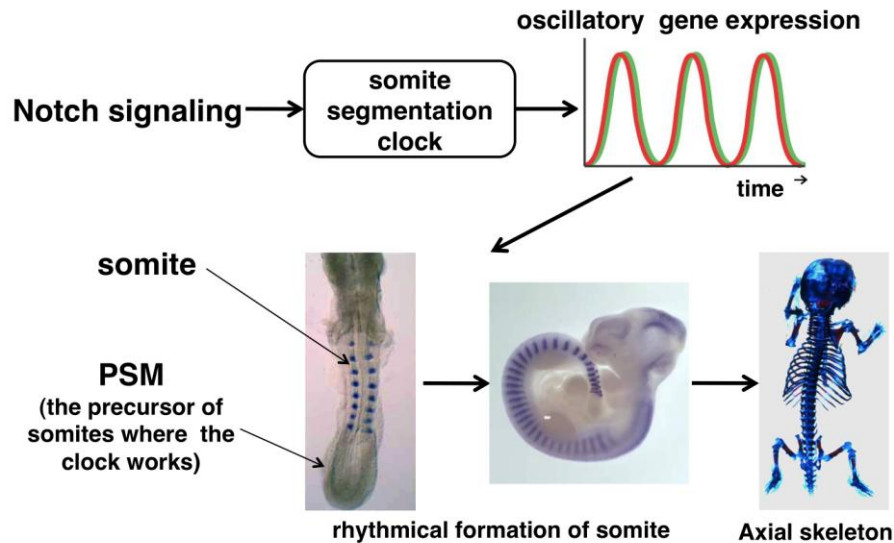 oscillatory gene expression
Notch signaling
somite
segmentation
clock
time
somite
PSM
(the precursor of
somites where the
clock works)
rhythmical formation of somite
Axial skeleton